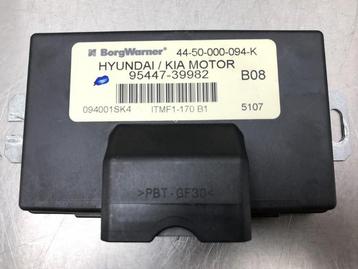 BorgWarner 44-50-000-094-K
HYUNDAI / KIA MOTOR
95447-39982 B08
094001SK4 ITMF1-170 B1 5107
>PBT-GF30<